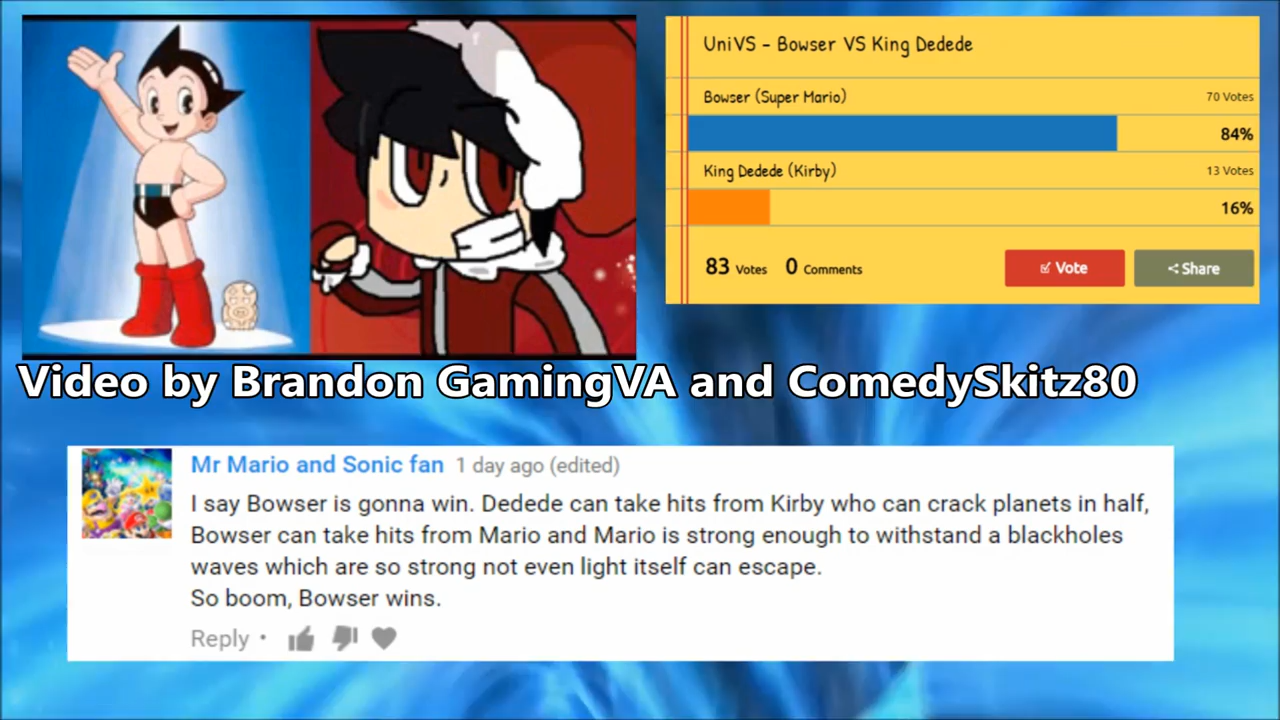 UniVS - Bowser VS King Dedede
Bowser (Super Mario) 70 Votes
84%
King Dedede (Kirby) 13 Votes
16%
83 Votes 0 Comments Vote Share
Video by Brandon GamingVA and ComedySkitz80
Mr Mario and Sonic fan 1 day ago (edited)
I say Bowser is gonna win. Dedede can take hits from Kirby who can crack planets in half,
Bowser can take hits from Mario and Mario is strong enough to withstand a blackholes
waves which are so strong not even light itself can escape.
So boom, Bowser wins.
Reply •